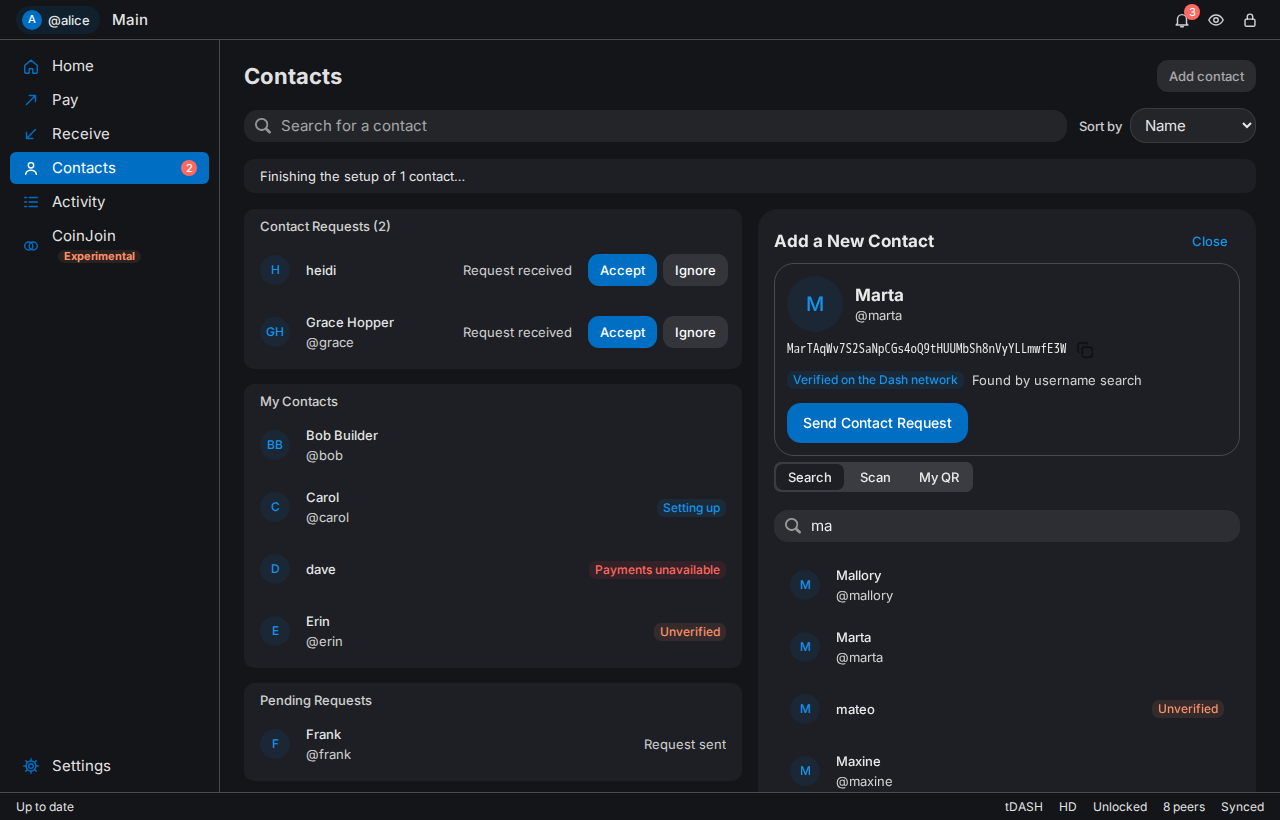 A @alice Main 3
Home
Pay
Receive
Contacts 2
Activity
CoinJoin
Experimental
Settings
Contacts
Add contact
Search for a contact
Sort by Name
Finishing the setup of 1 contact...
Contact Requests (2)
H heidi Request received Accept Ignore
GH Grace Hopper
@grace
Request received Accept Ignore
My Contacts
BB Bob Builder
@bob
C Carol
@carol
Setting up
D dave Payments unavailable
E Erin
@erin
Unverified
Pending Requests
F Frank
@frank
Request sent
Add a New Contact Close
M Marta
@marta
MarTAqWv7S2SaNpCGs4oQ9tHUUMbSh8nVyYLLmwfE3W
Verified on the Dash network Found by username search
Send Contact Request
Search Scan My QR
ma
M Mallory
@mallory
M Marta
@marta
M mateo Unverified
M Maxine
@maxine
Up to date tDASH HD Unlocked 8 peers Synced